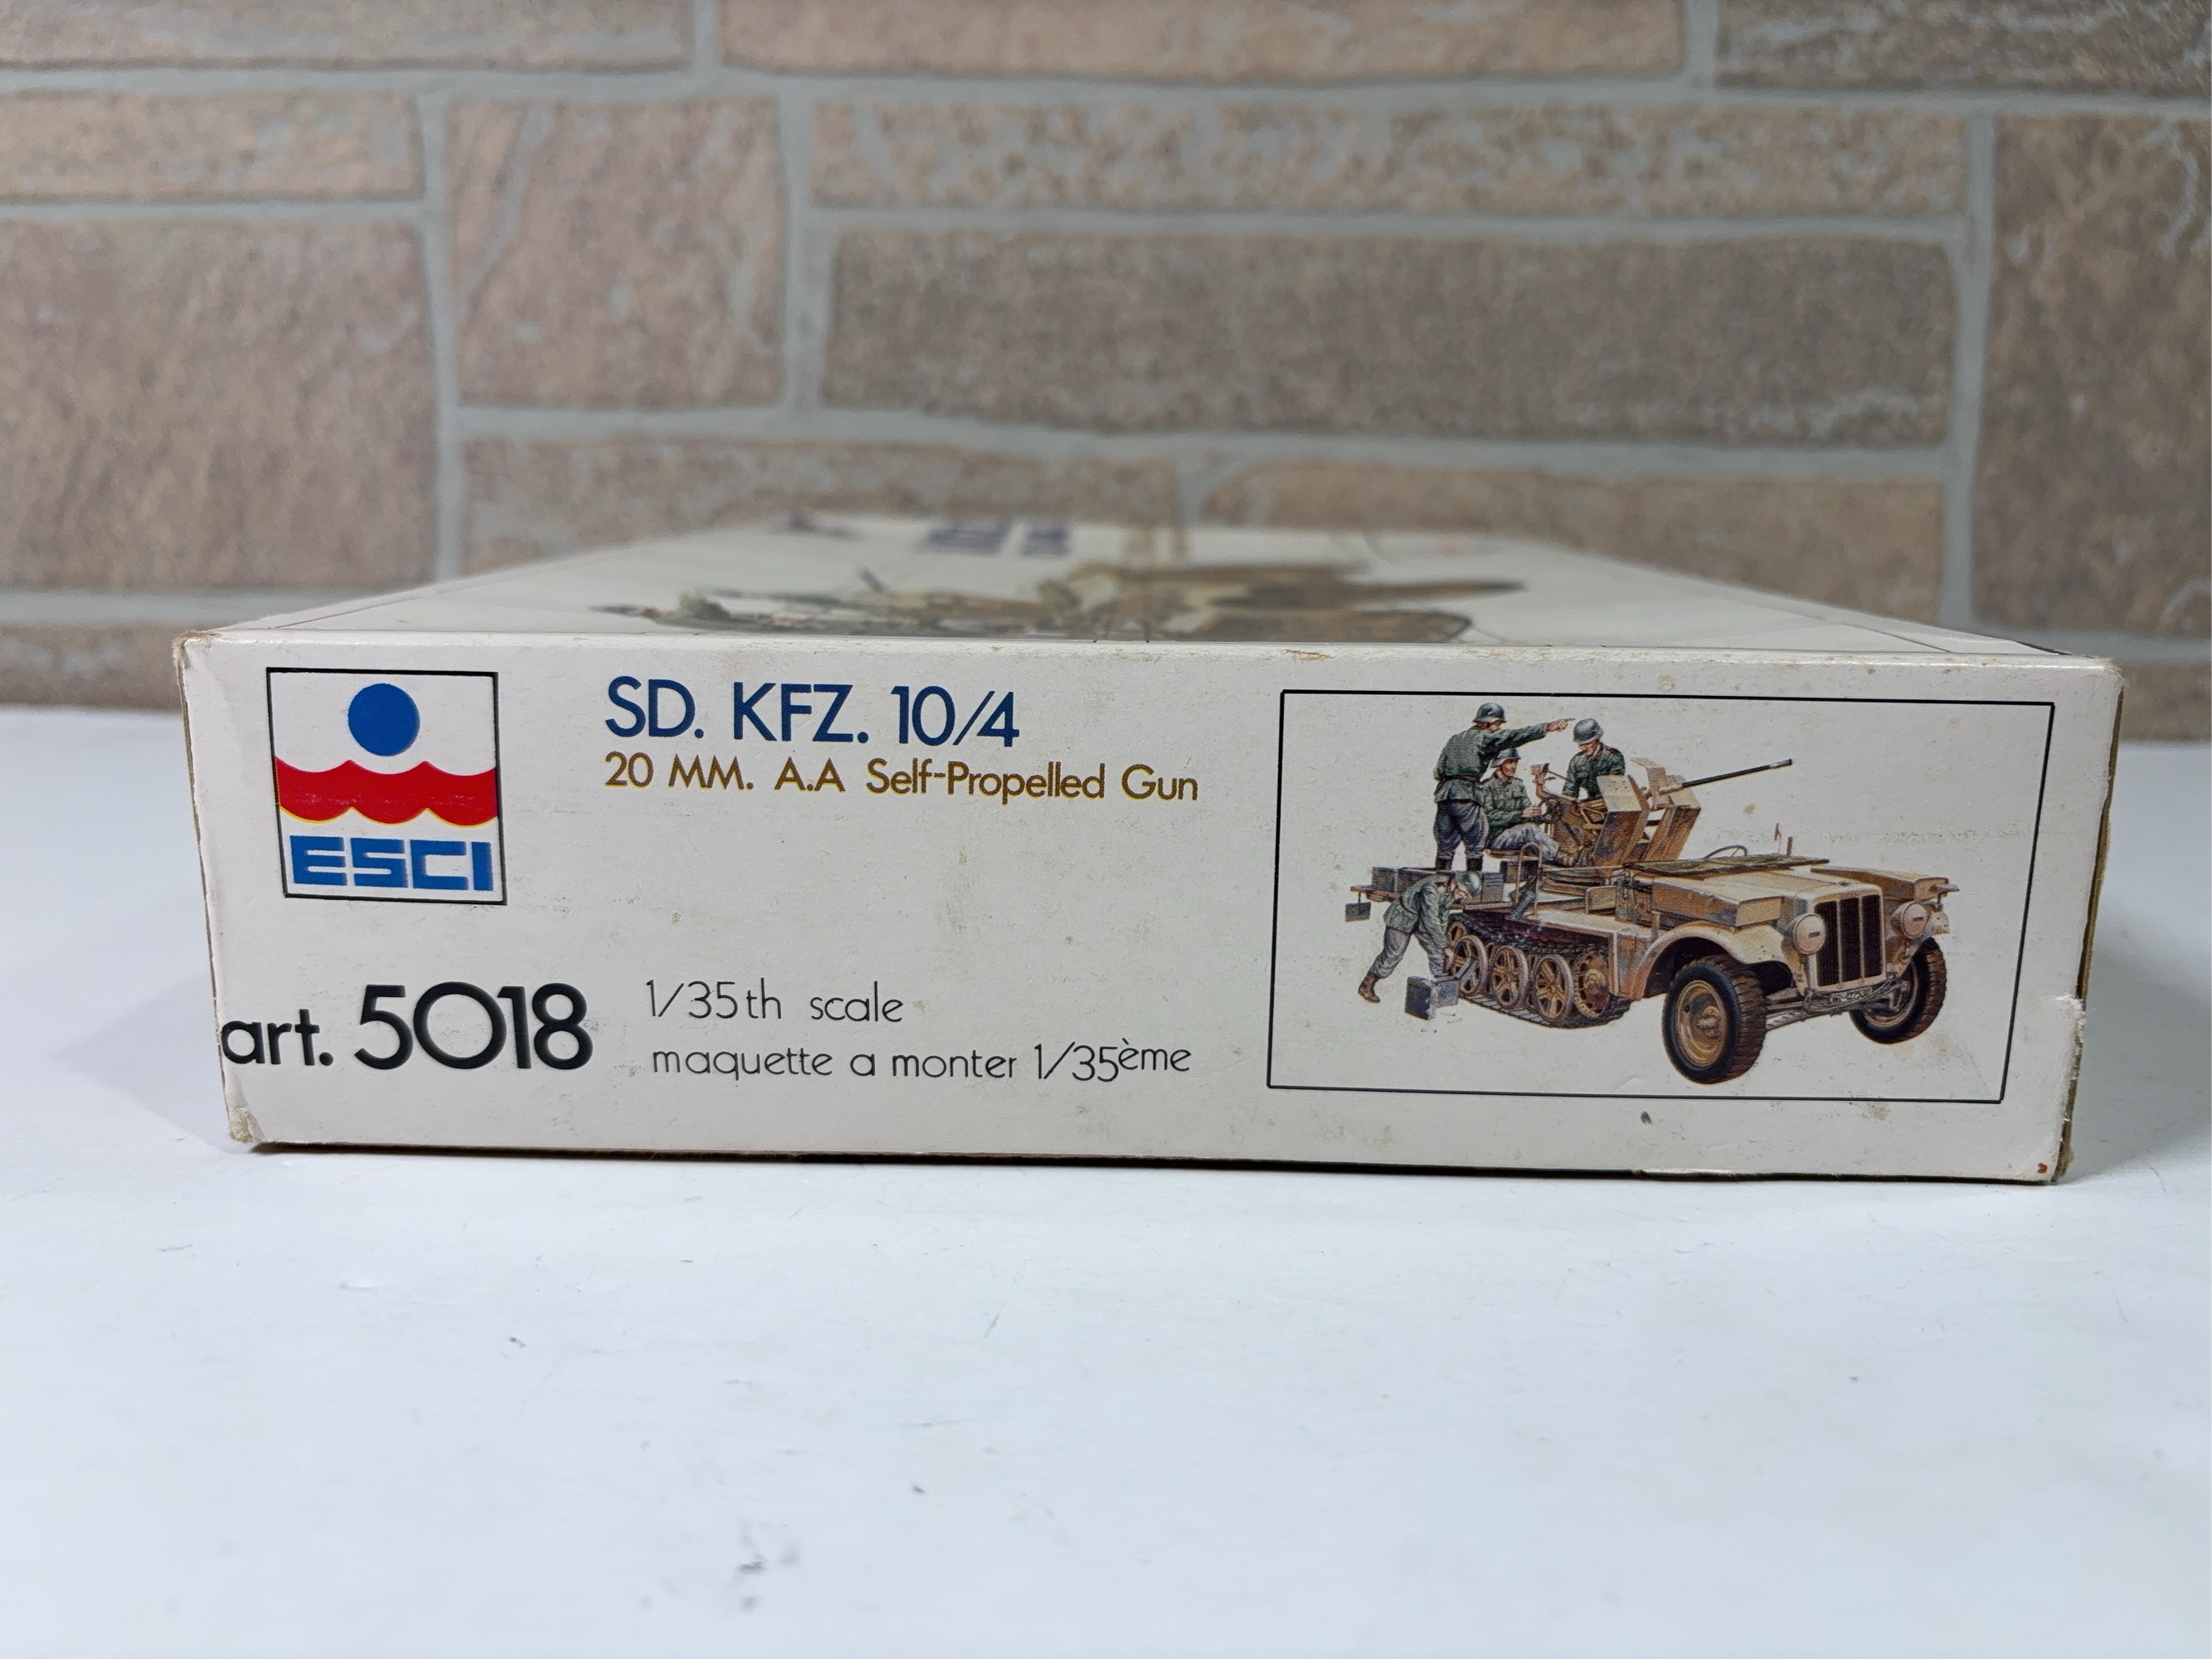 ESCI
SD. KFZ. 10/4
20 MM. A.A Self-Propelled Gun
art. 5018
1/35th scale
maquette a monter 1/35ème